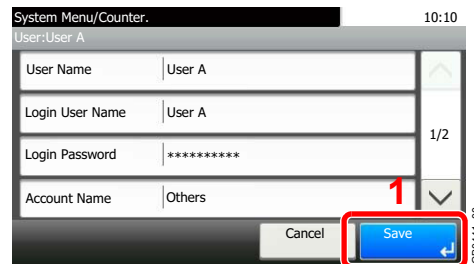 System Menu/Counter.
10:10
User:User A
User Name
User A
Login User Name
User A
1/2
Login Password
**********
Account Name
Others
1
Cancel
Save